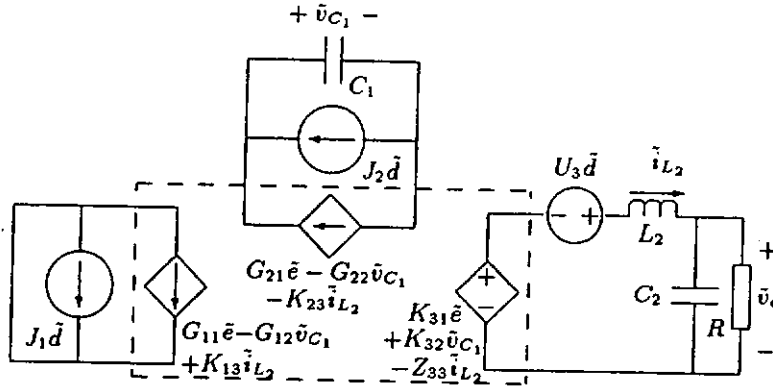 + ṽ_{C_1} −
C_1
J_2 d̃
U_3 d̃
ĩ_{L_2}
− +
L_2
+
G_{21}ẽ − G_{22}ṽ_{C_1}
−K_{23}ĩ_{L_2}
+
−
C_2
R
J_1 d̃
G_{11}ẽ−G_{12}ṽ_{C_1}
+K_{13}ĩ_{L_2}
K_{31}ẽ
+K_{32}ṽ_{C_1}
−Z_{33}ĩ_{L_2}
−